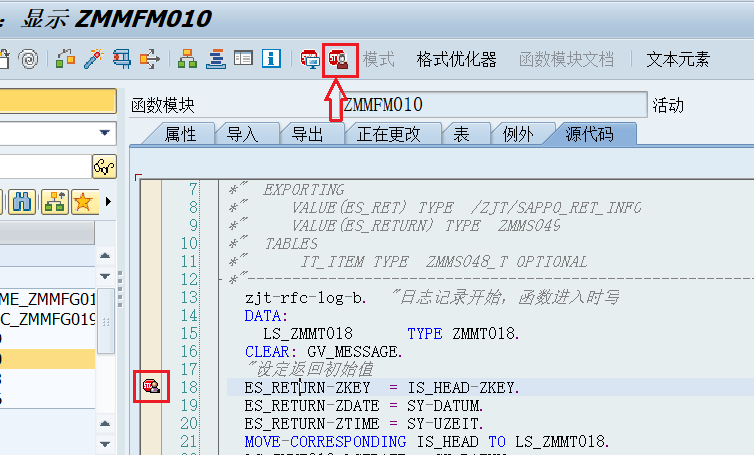 : 显示 ZMMFM010
模式 格式优化器 函数模块文档 文本元素
函数模块 ZMMFM010 活动
属性 导入 导出 正在更改 表 例外 源代码
7 *" EXPORTING
8 *" VALUE(ES_RET) TYPE /ZJT/SAPPO_RET_INFO
9 *" VALUE(ES_RETURN) TYPE ZMMS049
10 *" TABLES
11 *" IT_ITEM TYPE ZMMS048_T OPTIONAL
12 *"----------------------------------------------------------------------
13 zjt-rfc-log-b. "日志记录开始，函数进入时写
14 DATA:
15 LS_ZMMT018 TYPE ZMMT018.
16 CLEAR: GV_MESSAGE.
17 "设定返回初始值
18 ES_RETURN-ZKEY = IS_HEAD-ZKEY.
19 ES_RETURN-ZDATE = SY-DATUM.
20 ES_RETURN-ZTIME = SY-UZEIT.
21 MOVE-CORRESPONDING IS_HEAD TO LS_ZMMT018.
ME_ZMMFG01
C_ZMMFG019